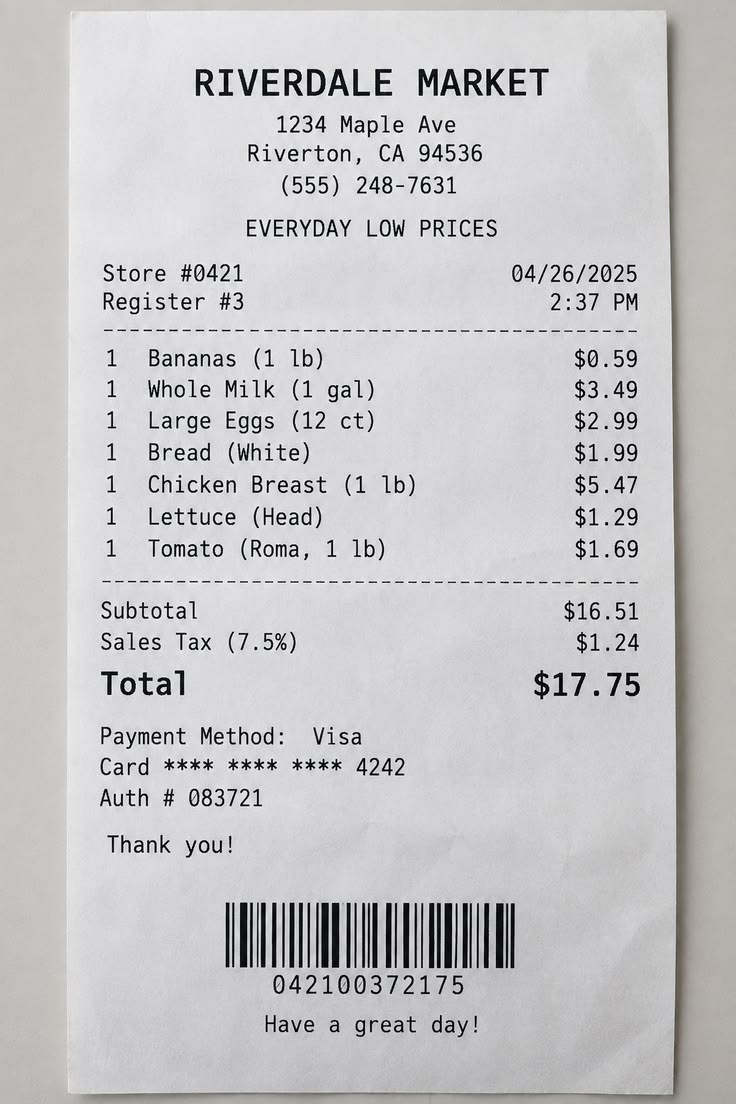 RIVERDALE MARKET
1234 Maple Ave
Riverton, CA 94536
(555) 248-7631
EVERYDAY LOW PRICES
Store #0421 04/26/2025
Register #3 2:37 PM
1 Bananas (1 lb) $0.59
1 Whole Milk (1 gal) $3.49
1 Large Eggs (12 ct) $2.99
1 Bread (White) $1.99
1 Chicken Breast (1 lb) $5.47
1 Lettuce (Head) $1.29
1 Tomato (Roma, 1 lb) $1.69
Subtotal $16.51
Sales Tax (7.5%) $1.24
Total $17.75
Payment Method: Visa
Card **** **** **** 4242
Auth # 083721
Thank you!
042100372175
Have a great day!